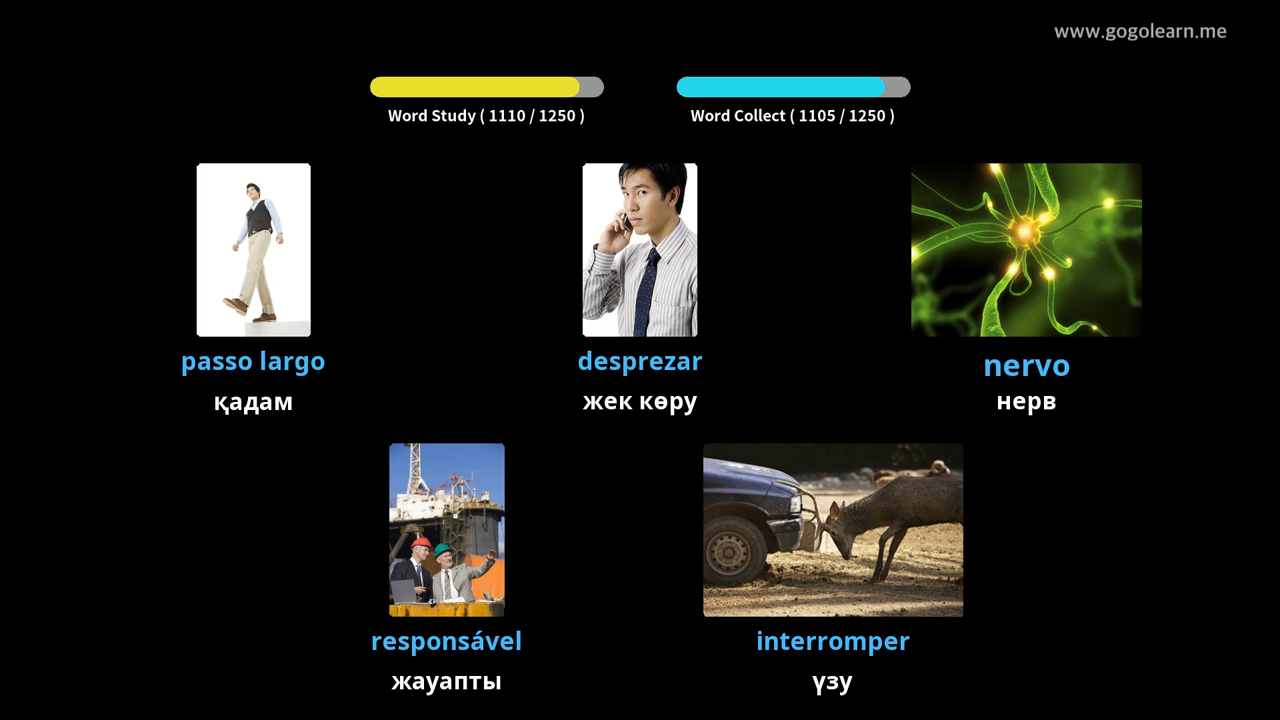 www.gogolearn.me
Word Study ( 1110 / 1250 )
Word Collect ( 1105 / 1250 )
passo largo
қадам
desprezar
жек көру
nervo
нерв
responsável
жауапты
interromper
үзу